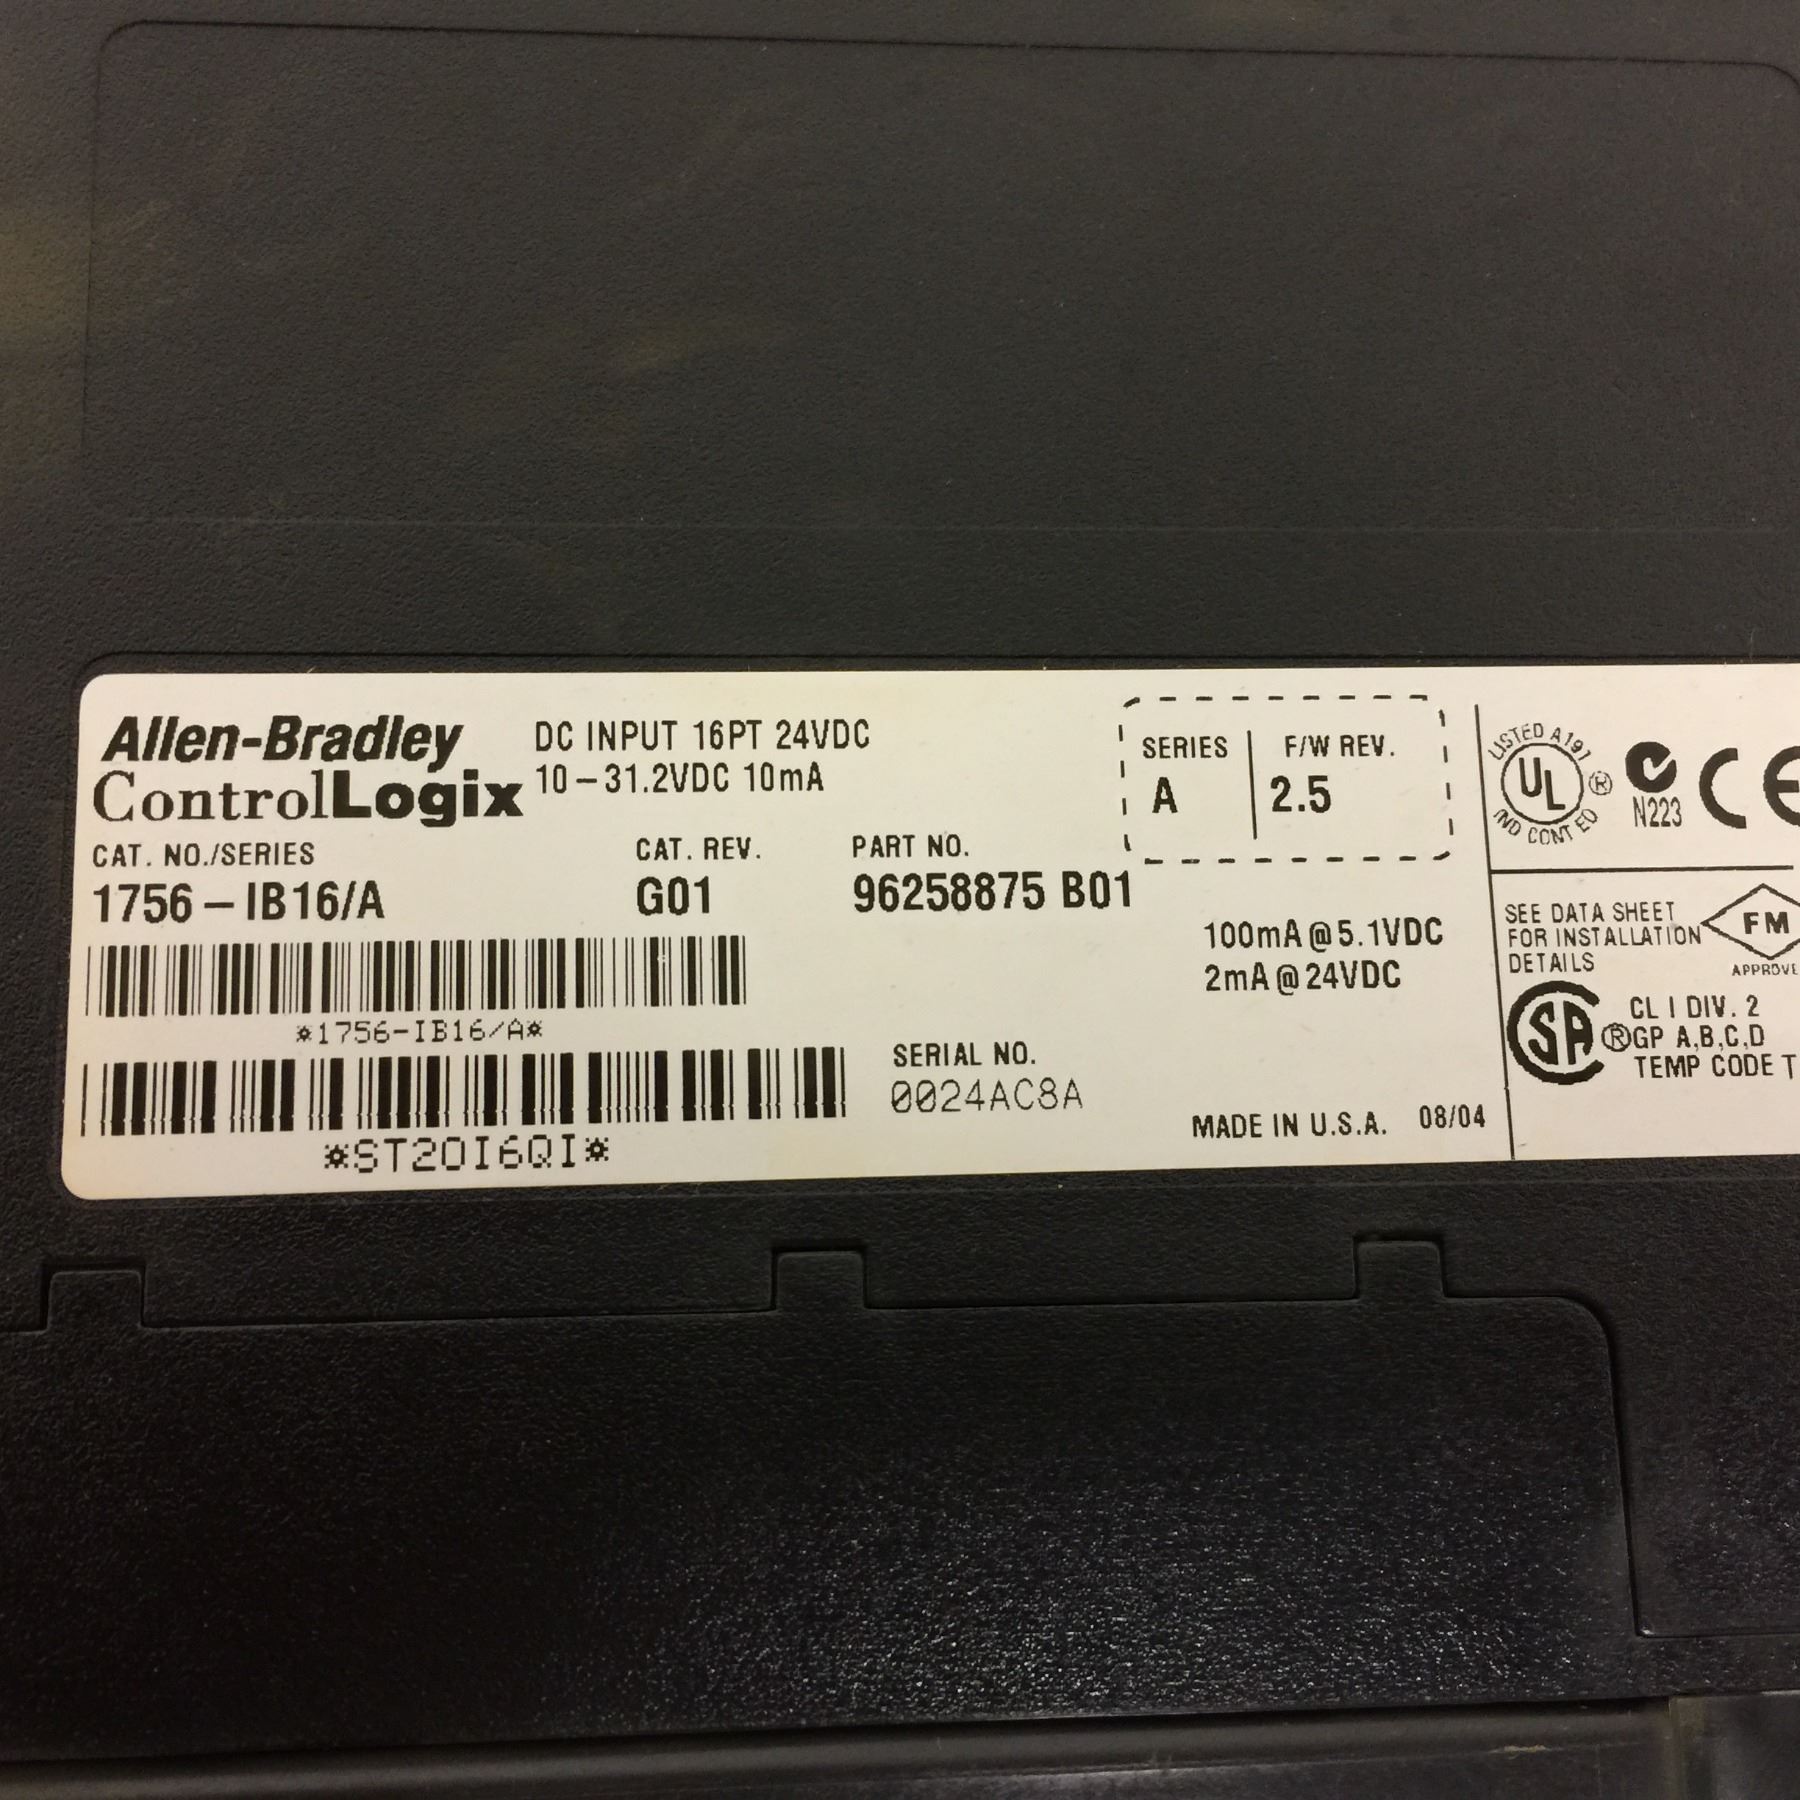 Allen-Bradley
ControlLogix
DC INPUT 16PT 24VDC
10-31.2VDC 10mA
CAT. NO./SERIES
1756-IB16/A
CAT. REV.
G01
PART NO.
96258875 B01
SERIES
A
F/W REV.
2.5
100mA@5.1VDC
2mA@24VDC
*1756-IB16/A*
*ST20I6QI*
SERIAL NO.
0024AC8A
MADE IN U.S.A. 08/04
LISTED A197
UL ®
IND CONT EQ
N223
CE
SEE DATA SHEET
FOR INSTALLATION
DETAILS
FM
SA ®
CL I DIV. 2
GP A,B,C,D
TEMP CODE